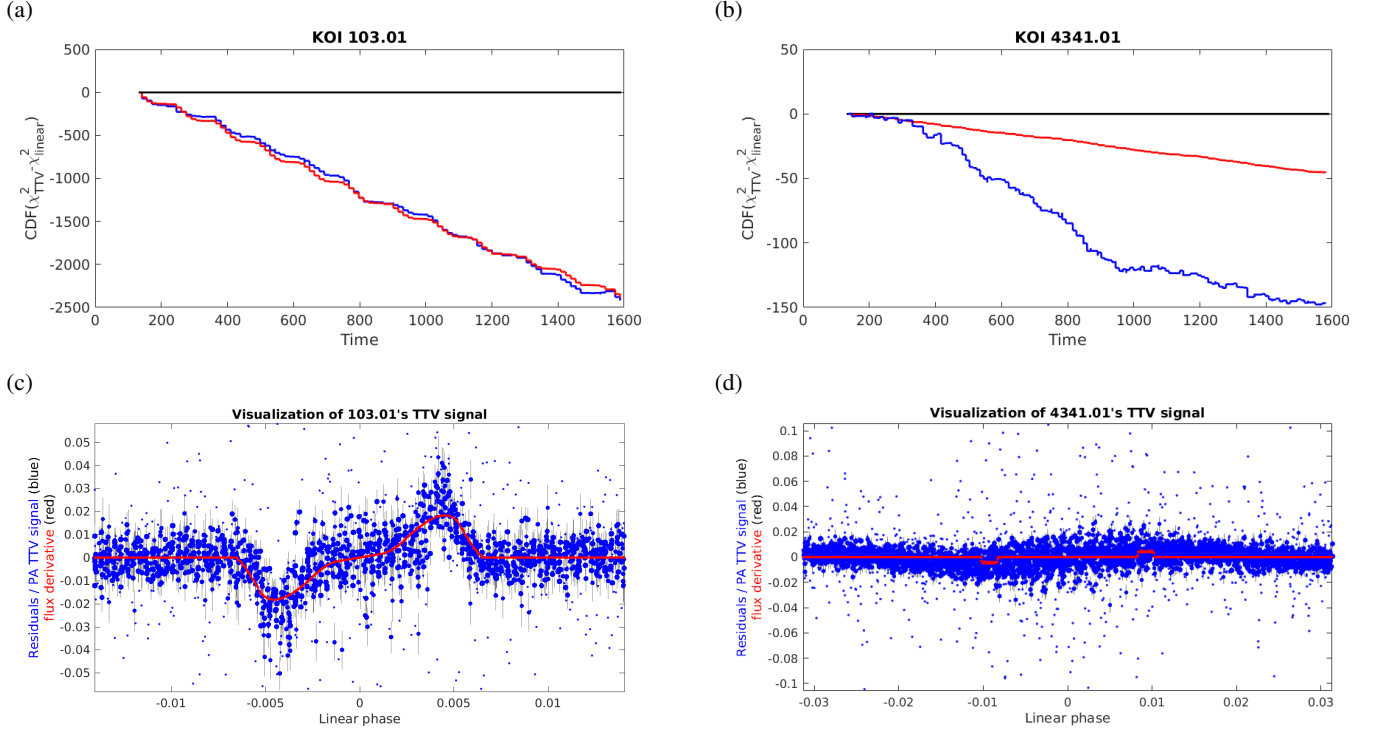 (a)
KOI 103.01
CDF(χ²TTV-χ²linear)
500
0
-500
-1000
-1500
-2000
-2500
0 200 400 600 800 1000 1200 1400 1600
Time
(b)
KOI 4341.01
CDF(χ²TTV-χ²linear)
50
0
-50
-100
-150
0 200 400 600 800 1000 1200 1400 1600
Time
(c)
Visualization of 103.01's TTV signal
Residuals / PA TTV signal (blue)
flux derivative (red)
0.05
0.04
0.03
0.02
0.01
0
-0.01
-0.02
-0.03
-0.04
-0.05
-0.01 -0.005 0 0.005 0.01
Linear phase
(d)
Visualization of 4341.01's TTV signal
Residuals / PA TTV signal (blue)
flux derivative (red)
0.1
0.08
0.06
0.04
0.02
0
-0.02
-0.04
-0.06
-0.08
-0.1
-0.03 -0.02 -0.01 0 0.01 0.02 0.03
Linear phase